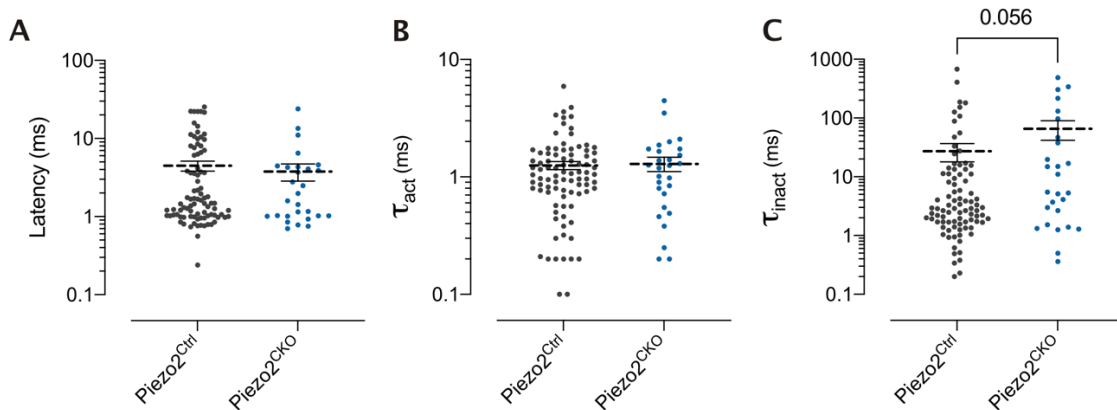 A
Latency (ms)
100
10
1
0.1
Piezo2Ctrl
Piezo2CKO
B
τact (ms)
10
1
0.1
Piezo2Ctrl
Piezo2CKO
C
0.056
τinact (ms)
1000
100
10
1
0.1
Piezo2Ctrl
Piezo2CKO